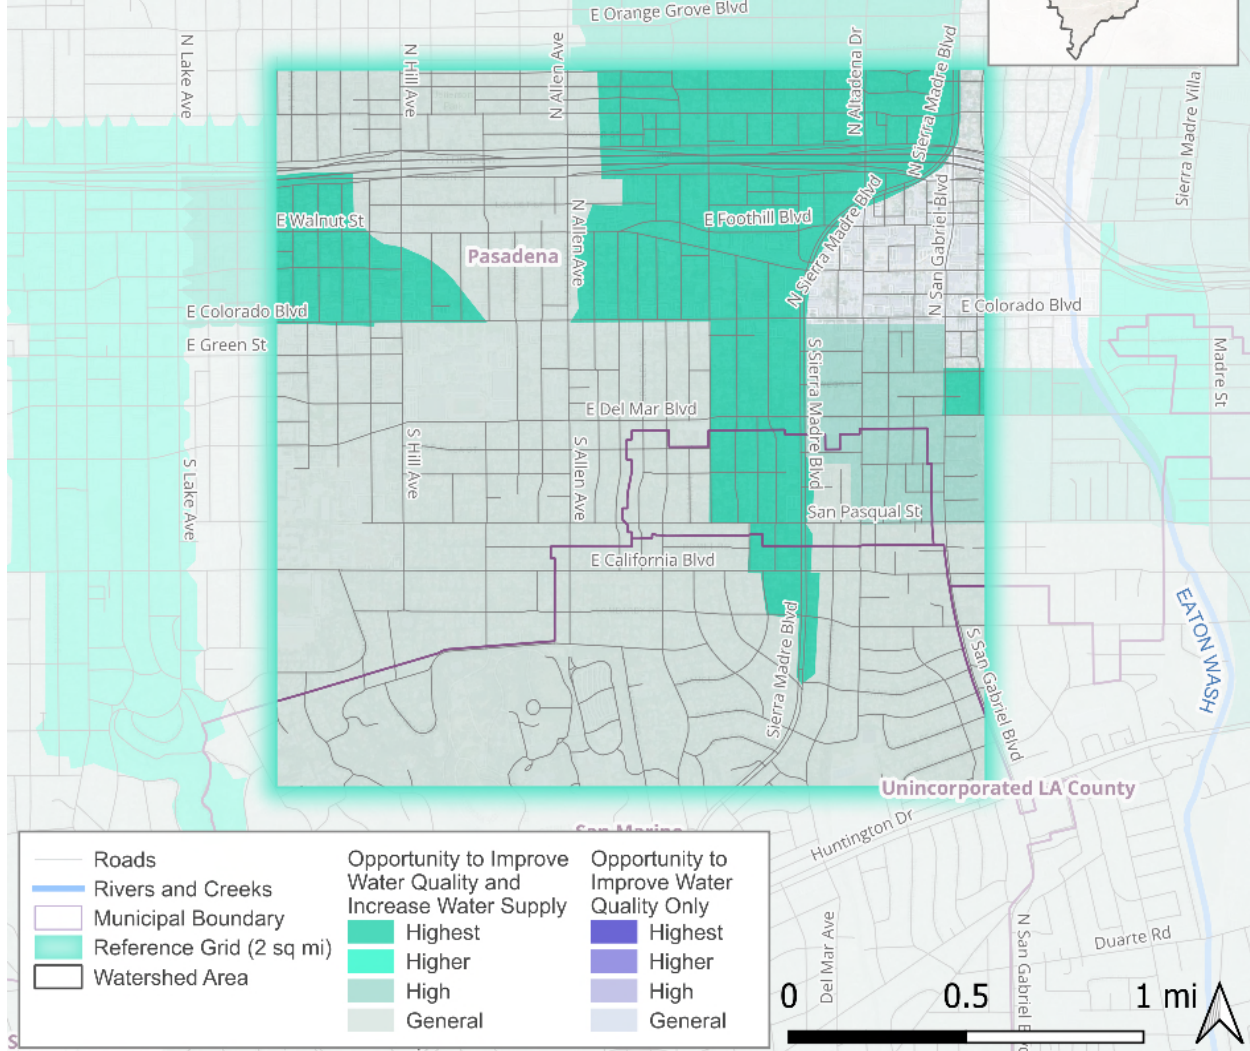 E Orange Grove Blvd
N Lake Ave
N Hill Ave
N Allen Ave
N Altadena Dr
N Sierra Madre Blvd
Sierra Madre Villa
E Walnut St
N Allen Ave
E Foothill Blvd
N Sierra Madre Blvd
N San Gabriel Blvd
Pasadena
E Colorado Blvd
E Colorado Blvd
E Green St
S Sierra Madre Blvd
Madre St
E Del Mar Blvd
S Lake Ave
S Hill Ave
S Allen Ave
San Pasqual St
E California Blvd
EATON WASH
Sierra Madre Blvd
S San Gabriel Blvd
Unincorporated LA County
San Marino
Huntington Dr
Del Mar Ave
N San Gabriel B
Duarte Rd
S
Roads
Rivers and Creeks
Municipal Boundary
Reference Grid (2 sq mi)
Watershed Area
Opportunity to Improve
Water Quality and
Increase Water Supply
Highest
Higher
High
General
Opportunity to
Improve Water
Quality Only
Highest
Higher
High
General
0 0.5 1 mi